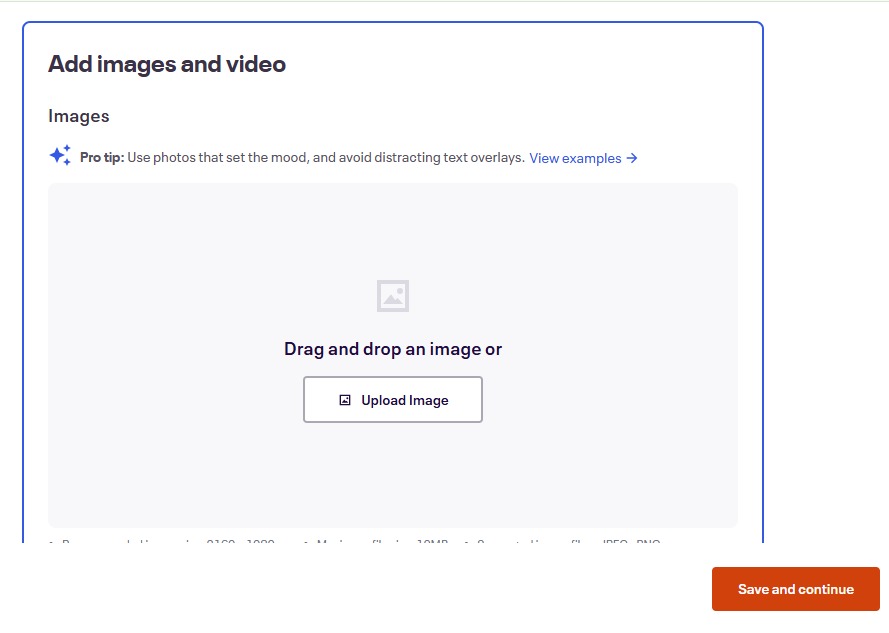 Add images and video
Images
Pro tip: Use photos that set the mood, and avoid distracting text overlays. View examples →
Drag and drop an image or
Upload Image
Save and continue